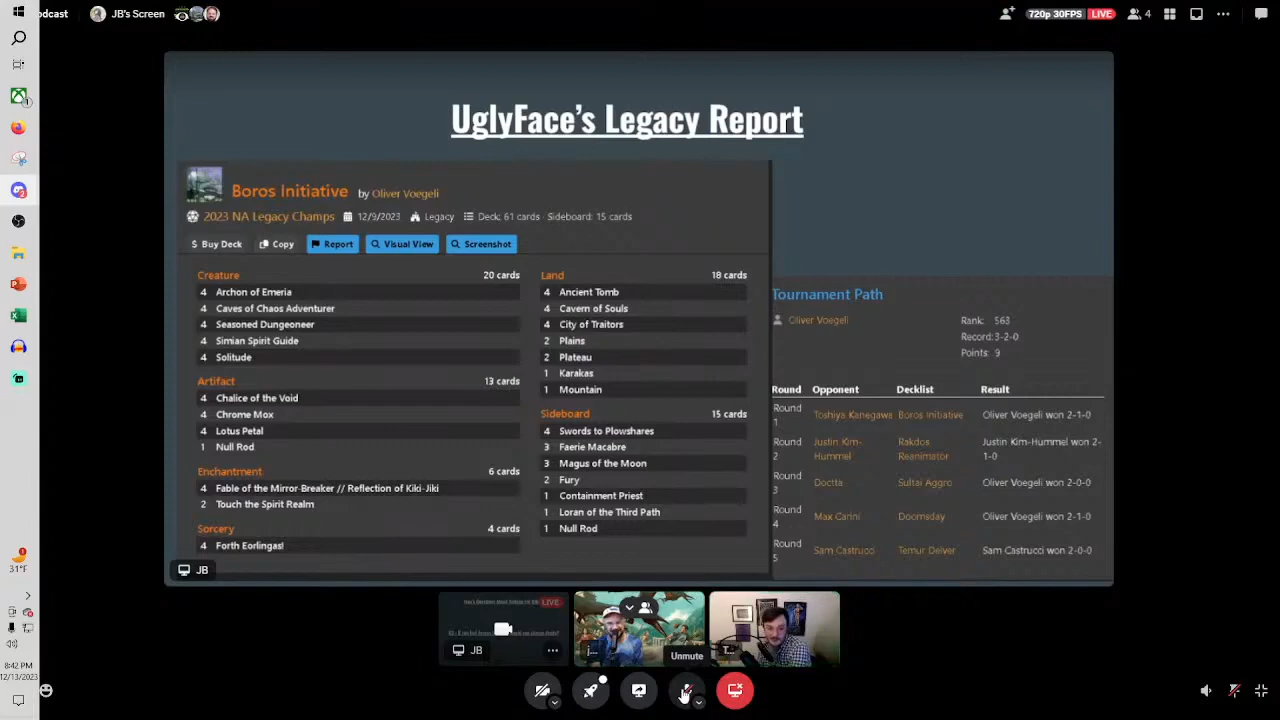 odcast
JB's Screen
720p 30FPS LIVE
4
UglyFace's Legacy Report
Boros Initiative by Oliver Voegeli
2023 NA Legacy Champs 12/9/2023 Legacy Deck: 61 cards Sideboard: 15 cards
$ Buy Deck Copy Report Visual View Screenshot
Creature 20 cards
4 Archon of Emeria
4 Caves of Chaos Adventurer
4 Seasoned Dungeoneer
4 Simian Spirit Guide
4 Solitude
Artifact 13 cards
4 Chalice of the Void
4 Chrome Mox
4 Lotus Petal
1 Null Rod
Enchantment 6 cards
4 Fable of the Mirror-Breaker // Reflection of Kiki-Jiki
2 Touch the Spirit Realm
Sorcery 4 cards
4 Forth Eorlingas!
Land 18 cards
4 Ancient Tomb
4 Cavern of Souls
4 City of Traitors
2 Plains
2 Plateau
1 Karakas
1 Mountain
Sideboard 15 cards
4 Swords to Plowshares
3 Faerie Macabre
3 Magus of the Moon
2 Fury
1 Containment Priest
1 Loran of the Third Path
1 Null Rod
Tournament Path
Oliver Voegeli
Rank: 563
Record: 3-2-0
Points: 9
Round Opponent Decklist Result
Round 1 Toshiya Kanegawa Boros Initiative Oliver Voegeli won 2-1-0
Round 2 Justin Kim-Hummel Rakdos Reanimator Justin Kim-Hummel won 2-1-0
Round 3 Doctta Sultai Aggro Oliver Voegeli won 2-0-0
Round 4 Max Carini Doomsday Oliver Voegeli won 2-1-0
Round 5 Sam Castrucci Temur Delver Sam Castrucci won 2-0-0
JB
LIVE
JB
j...
Unmute
T...
31°F
8:42 PM
12/13/2023